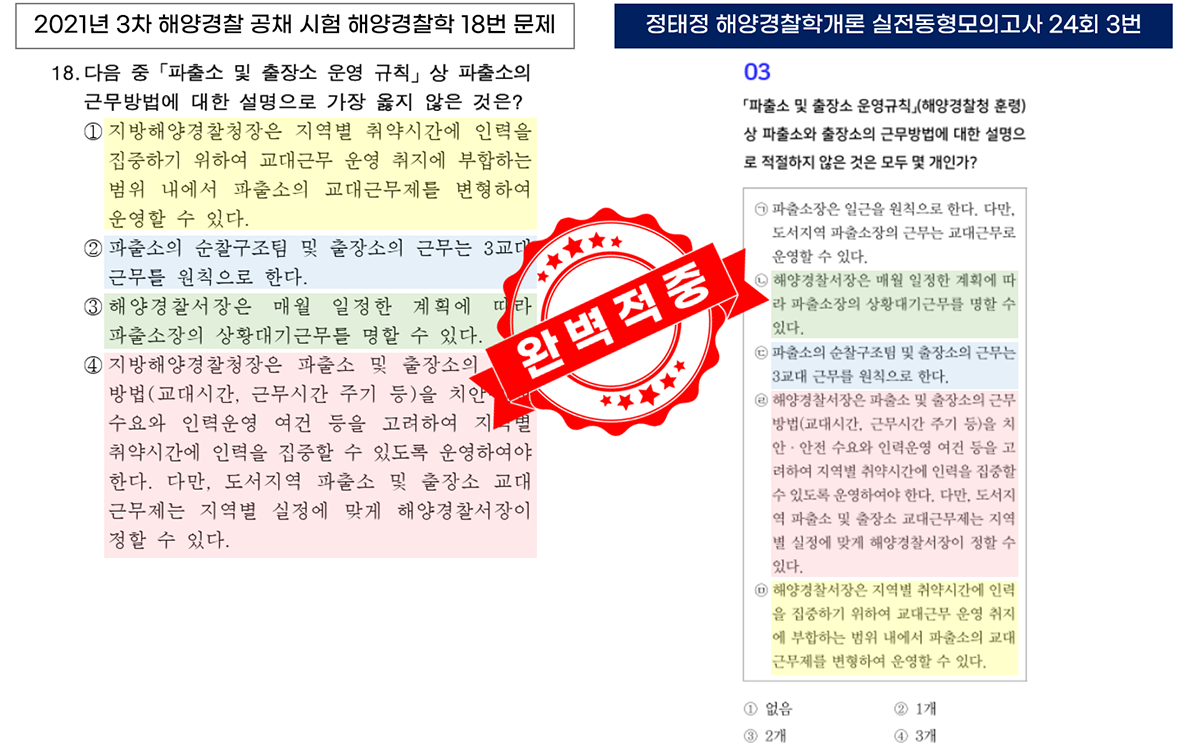 2021년 3차 해양경찰 공채 시험 해양경찰학 18번 문제
18. 다음 중 「파출소 및 출장소 운영 규칙」 상 파출소의
근무방법에 대한 설명으로 가장 옳지 않은 것은?
① 지방해양경찰청장은 지역별 취약시간에 인력을
집중하기 위하여 교대근무 운영 취지에 부합하는
범위 내에서 파출소의 교대근무제를 변형하여
운영할 수 있다.
② 파출소의 순찰구조팀 및 출장소의 근무는 3교대
근무를 원칙으로 한다.
③ 해양경찰서장은 매월 일정한 계획에 따라
파출소장의 상황대기근무를 명할 수 있다.
④ 지방해양경찰청장은 파출소 및 출장소의
방법(교대시간, 근무시간 주기 등)을 치안
수요와 인력운영 여건 등을 고려하여 지역별
취약시간에 인력을 집중할 수 있도록 운영하여야
한다. 다만, 도서지역 파출소 및 출장소 교대
근무제는 지역별 실정에 맞게 해양경찰서장이
정할 수 있다.
완벽적중
정태정 해양경찰학개론 실전동형모의고사 24회 3번
03
「파출소 및 출장소 운영규칙」(해양경찰청 훈령)
상 파출소와 출장소의 근무방법에 대한 설명으
로 적절하지 않은 것은 모두 몇 개인가?
㉠ 파출소장은 일근을 원칙으로 한다. 다만,
도서지역 파출소장의 근무는 교대근무로
운영할 수 있다.
㉡ 해양경찰서장은 매월 일정한 계획에 따
라 파출소장의 상황대기근무를 명할 수
있다.
㉢ 파출소의 순찰구조팀 및 출장소의 근무는
3교대 근무를 원칙으로 한다.
㉣ 해양경찰서장은 파출소 및 출장소의 근무
방법(교대시간, 근무시간 주기 등)을 치
안·안전 수요와 인력운영 여건 등을 고
려하여 지역별 취약시간에 인력을 집중할
수 있도록 운영하여야 한다. 다만, 도서지
역 파출소 및 출장소 교대근무제는 지역
별 실정에 맞게 해양경찰서장이 정할 수
있다.
㉤ 해양경찰서장은 지역별 취약시간에 인력
을 집중하기 위하여 교대근무 운영 취지
에 부합하는 범위 내에서 파출소의 교대
근무제를 변형하여 운영할 수 있다.
① 없음 ② 1개
③ 2개 ④ 3개